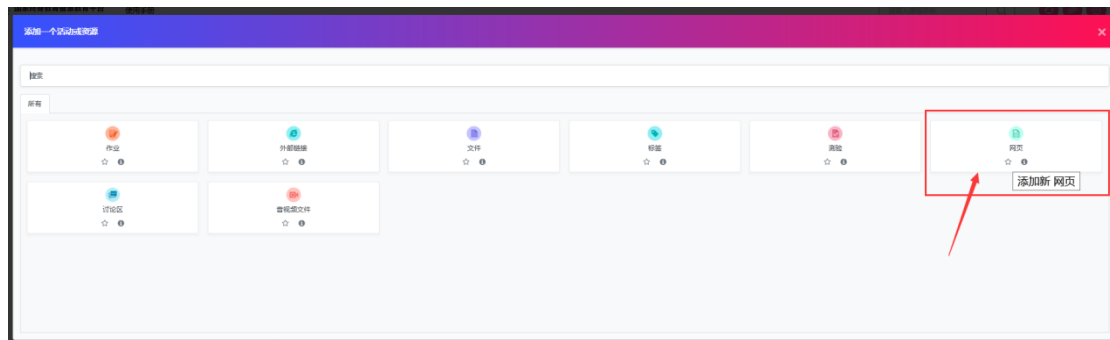 添加一个活动或资源
搜索
所有
作业
外部链接
文件
标签
测验
网页
添加新 网页
讨论区
音视频文件